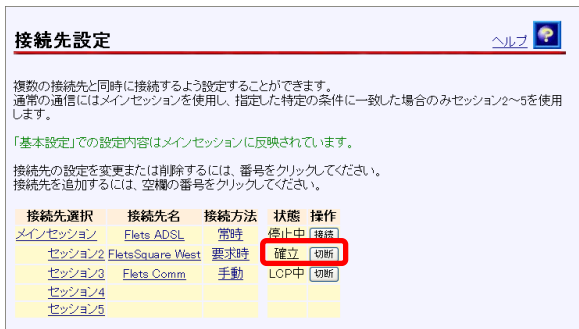 接続先設定
ヘルプ ?
複数の接続先と同時に接続するよう設定することができます。
通常の通信にはメインセッションを使用し、指定した特定の条件に一致した場合のみセッション2～5を使用
します。
「基本設定」での設定内容はメインセッションに反映されています。
接続先の設定を変更または削除するには、番号をクリックしてください。
接続先を追加するには、空欄の番号をクリックしてください。
接続先選択 接続先名 接続方法 状態 操作
メインセッション Flets ADSL 常時 停止中 接続
セッション2 FletsSquare West 要求時 確立 切断
セッション3 Flets Comm 手動 LCP中 切断
セッション4
セッション5